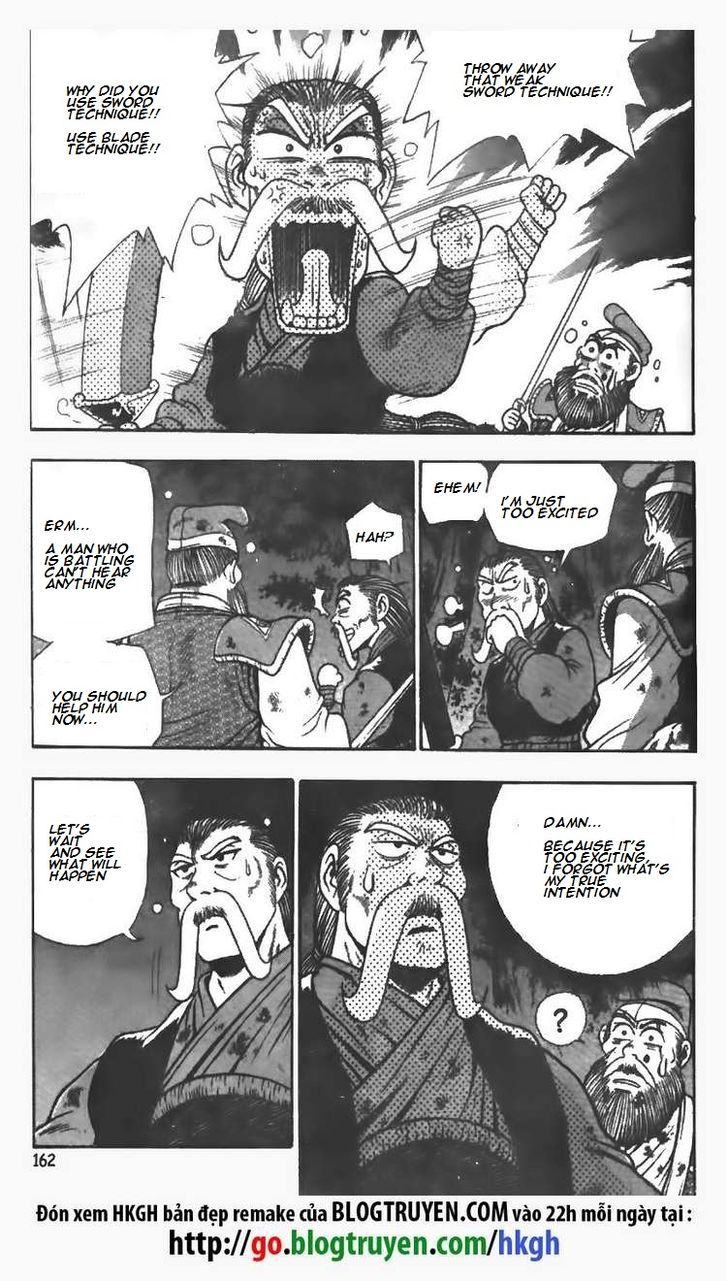 WHY DID YOU
USE SWORD
TECHNIQUE!!
USE BLADE
TECHNIQUE!!
THROW AWAY
THAT WEAK
SWORD TECHNIQUE!!
ERM...
A MAN WHO
IS BATTLING
CAN'T HEAR
ANYTHING
YOU SHOULD
HELP HIM
NOW...
HAH?
EHEM!
I'M JUST
TOO EXCITED
LET'S
WAIT
AND SEE
WHAT WILL
HAPPEN
DAMN...
BECAUSE IT'S
TOO EXCITING,
I FORGOT WHAT'S
MY TRUE
INTENTION
?
162
Đón xem HKGH bản đẹp remake của BLOGTRUYEN.COM vào 22h mỗi ngày tại :
http://go.blogtruyen.com/hkgh